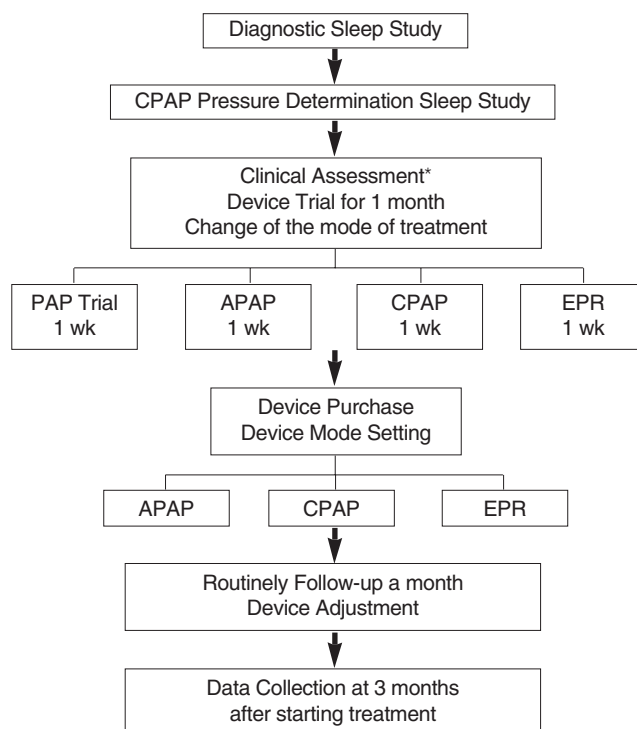 Diagnostic Sleep Study
CPAP Pressure Determination Sleep Study
Clinical Assessment*
Device Trial for 1 month
Change of the mode of treatment
PAP Trial
1 wk
APAP
1 wk
CPAP
1 wk
EPR
1 wk
Device Purchase
Device Mode Setting
APAP
CPAP
EPR
Routinely Follow-up a month
Device Adjustment
Data Collection at 3 months
after starting treatment